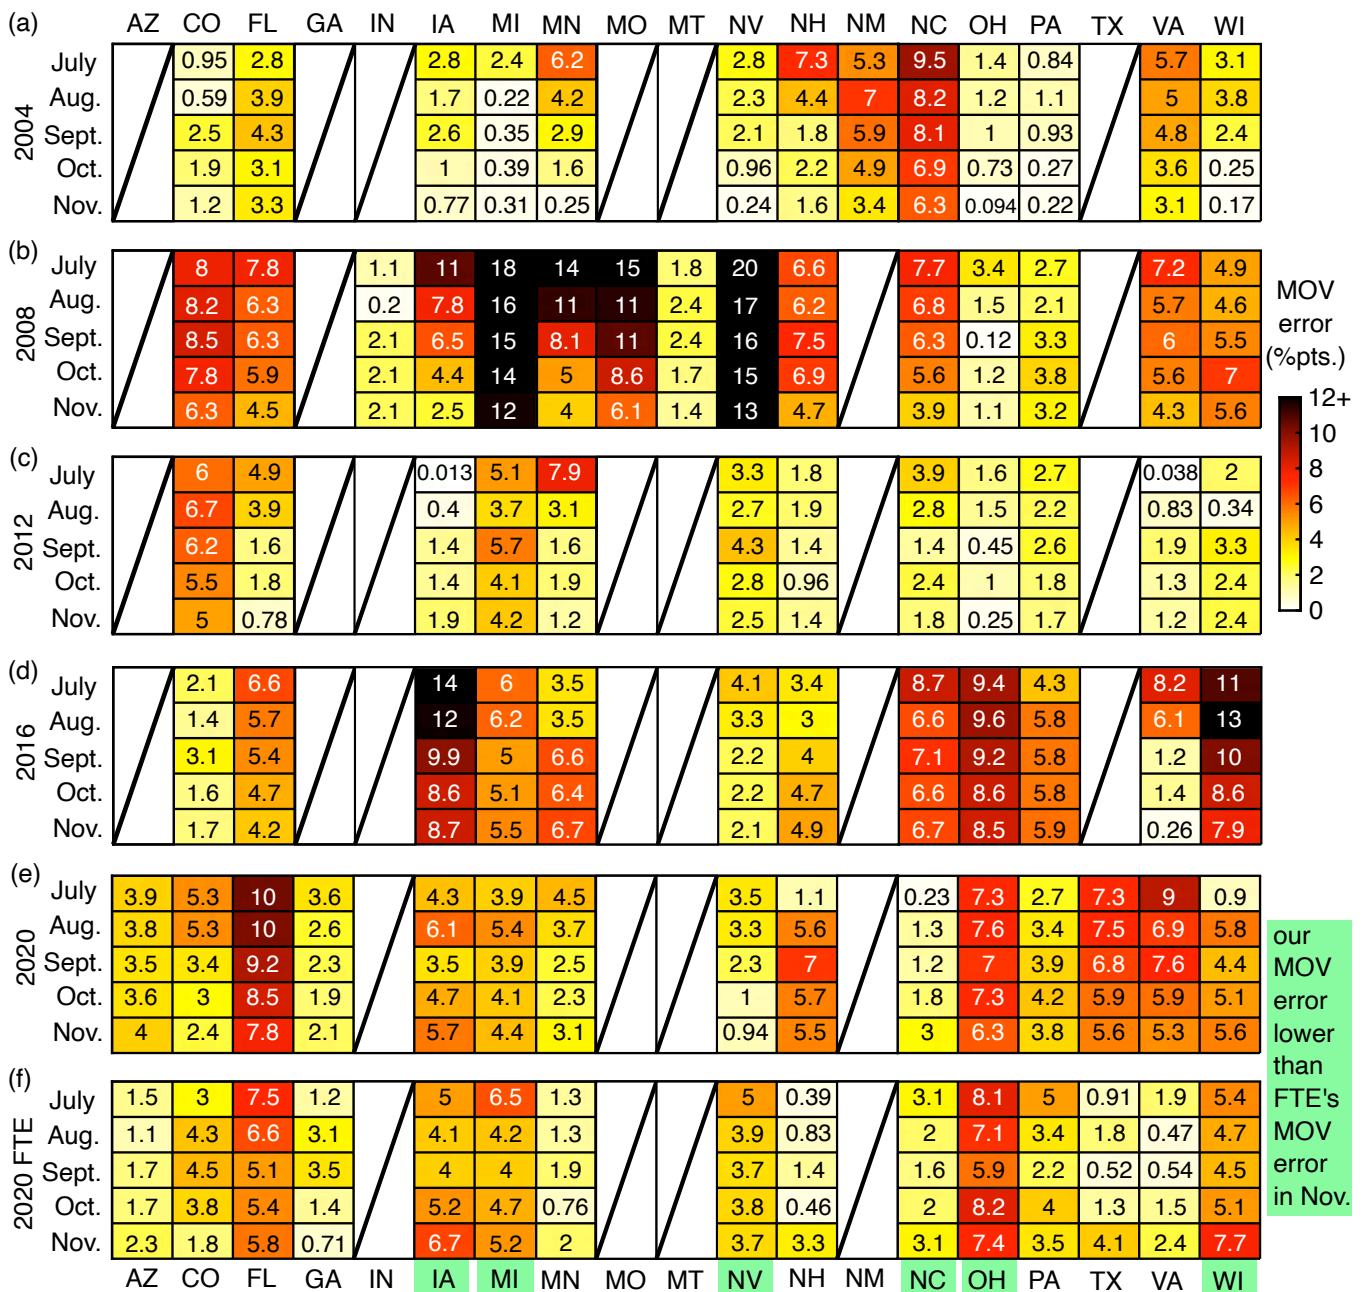 (a) AZ CO FL GA IN IA MI MN MO MT NV NH NM NC OH PA TX VA WI
2004
July 0.95 2.8 2.8 2.4 6.2 2.8 7.3 5.3 9.5 1.4 0.84 5.7 3.1
Aug. 0.59 3.9 1.7 0.22 4.2 2.3 4.4 7 8.2 1.2 1.1 5 3.8
Sept. 2.5 4.3 2.6 0.35 2.9 2.1 1.8 5.9 8.1 1 0.93 4.8 2.4
Oct. 1.9 3.1 1 0.39 1.6 0.96 2.2 4.9 6.9 0.73 0.27 3.6 0.25
Nov. 1.2 3.3 0.77 0.31 0.25 0.24 1.6 3.4 6.3 0.094 0.22 3.1 0.17
(b)
2008
July 8 7.8 1.1 11 18 14 15 1.8 20 6.6 7.7 3.4 2.7 7.2 4.9
Aug. 8.2 6.3 0.2 7.8 16 11 11 2.4 17 6.2 6.8 1.5 2.1 5.7 4.6
Sept. 8.5 6.3 2.1 6.5 15 8.1 11 2.4 16 7.5 6.3 0.12 3.3 6 5.5
Oct. 7.8 5.9 2.1 4.4 14 5 8.6 1.7 15 6.9 5.6 1.2 3.8 5.6 7
Nov. 6.3 4.5 2.1 2.5 12 4 6.1 1.4 13 4.7 3.9 1.1 3.2 4.3 5.6
MOV
error
(%pts.)
12+
10
8
6
4
2
0
(c)
2012
July 6 4.9 0.013 5.1 7.9 3.3 1.8 3.9 1.6 2.7 0.038 2
Aug. 6.7 3.9 0.4 3.7 3.1 2.7 1.9 2.8 1.5 2.2 0.83 0.34
Sept. 6.2 1.6 1.4 5.7 1.6 4.3 1.4 1.4 0.45 2.6 1.9 3.3
Oct. 5.5 1.8 1.4 4.1 1.9 2.8 0.96 2.4 1 1.8 1.3 2.4
Nov. 5 0.78 1.9 4.2 1.2 2.5 1.4 1.8 0.25 1.7 1.2 2.4
(d)
2016
July 2.1 6.6 14 6 3.5 4.1 3.4 8.7 9.4 4.3 8.2 11
Aug. 1.4 5.7 12 6.2 3.5 3.3 3 6.6 9.6 5.8 6.1 13
Sept. 3.1 5.4 9.9 5 6.6 2.2 4 7.1 9.2 5.8 1.2 10
Oct. 1.6 4.7 8.6 5.1 6.4 2.2 4.7 6.6 8.6 5.8 1.4 8.6
Nov. 1.7 4.2 8.7 5.5 6.7 2.1 4.9 6.7 8.5 5.9 0.26 7.9
(e)
2020
July 3.9 5.3 10 3.6 4.3 3.9 4.5 3.5 1.1 0.23 7.3 2.7 7.3 9 0.9
Aug. 3.8 5.3 10 2.6 6.1 5.4 3.7 3.3 5.6 1.3 7.6 3.4 7.5 6.9 5.8
Sept. 3.5 3.4 9.2 2.3 3.5 3.9 2.5 2.3 7 1.2 7 3.9 6.8 7.6 4.4
Oct. 3.6 3 8.5 1.9 4.7 4.1 2.3 1 5.7 1.8 7.3 4.2 5.9 5.9 5.1
Nov. 4 2.4 7.8 2.1 5.7 4.4 3.1 0.94 5.5 3 6.3 3.8 5.6 5.3 5.6
(f)
2020 FTE
July 1.5 3 7.5 1.2 5 6.5 1.3 5 0.39 3.1 8.1 5 0.91 1.9 5.4
Aug. 1.1 4.3 6.6 3.1 4.1 4.2 1.3 3.9 0.83 2 7.1 3.4 1.8 0.47 4.7
Sept. 1.7 4.5 5.1 3.5 4 4 1.9 3.7 1.4 1.6 5.9 2.2 0.52 0.54 4.5
Oct. 1.7 3.8 5.4 1.4 5.2 4.7 0.76 3.8 0.46 2 8.2 4 1.3 1.5 5.1
Nov. 2.3 1.8 5.8 0.71 6.7 5.2 2 3.7 3.3 3.1 7.4 3.5 4.1 2.4 7.7
AZ CO FL GA IN IA MI MN MO MT NV NH NM NC OH PA TX VA WI
our
MOV
error
lower
than
FTE's
MOV
error
in Nov.